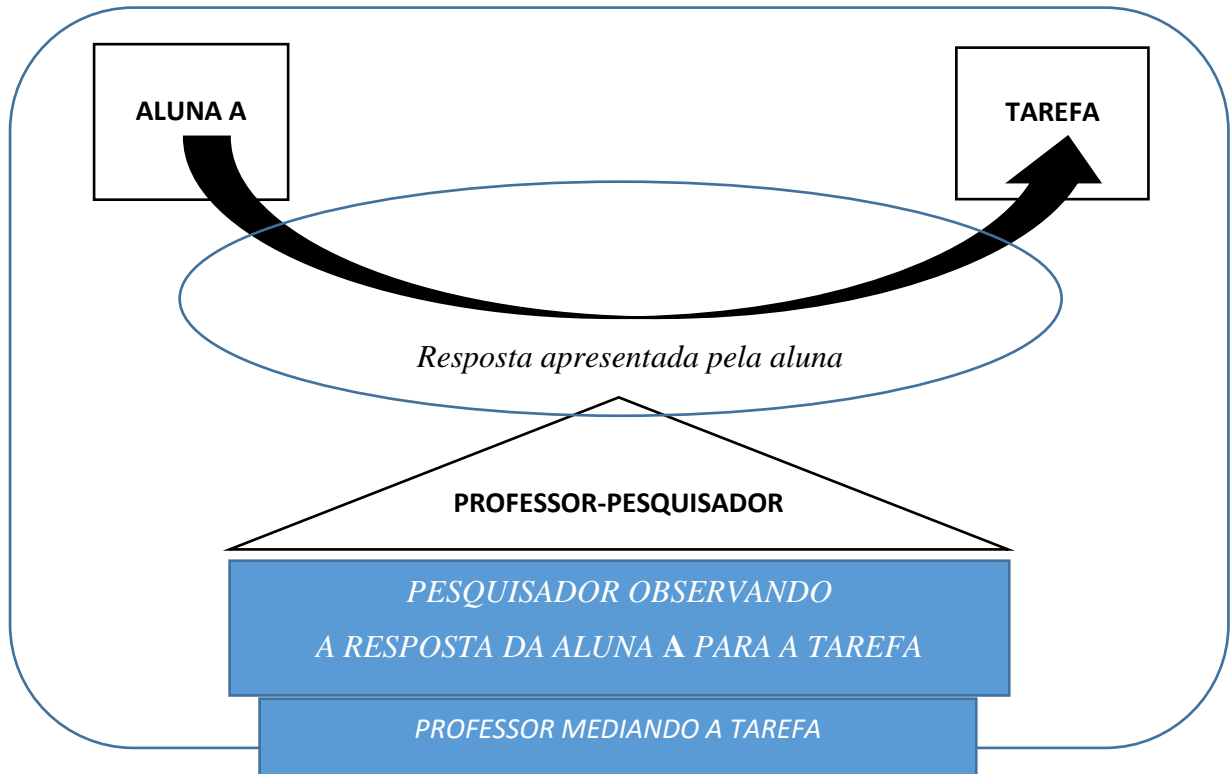 ALUNA A
TAREFA
Resposta apresentada pela aluna
PROFESSOR-PESQUISADOR
PESQUISADOR OBSERVANDO
A RESPOSTA DA ALUNA A PARA A TAREFA
PROFESSOR MEDIANDO A TAREFA